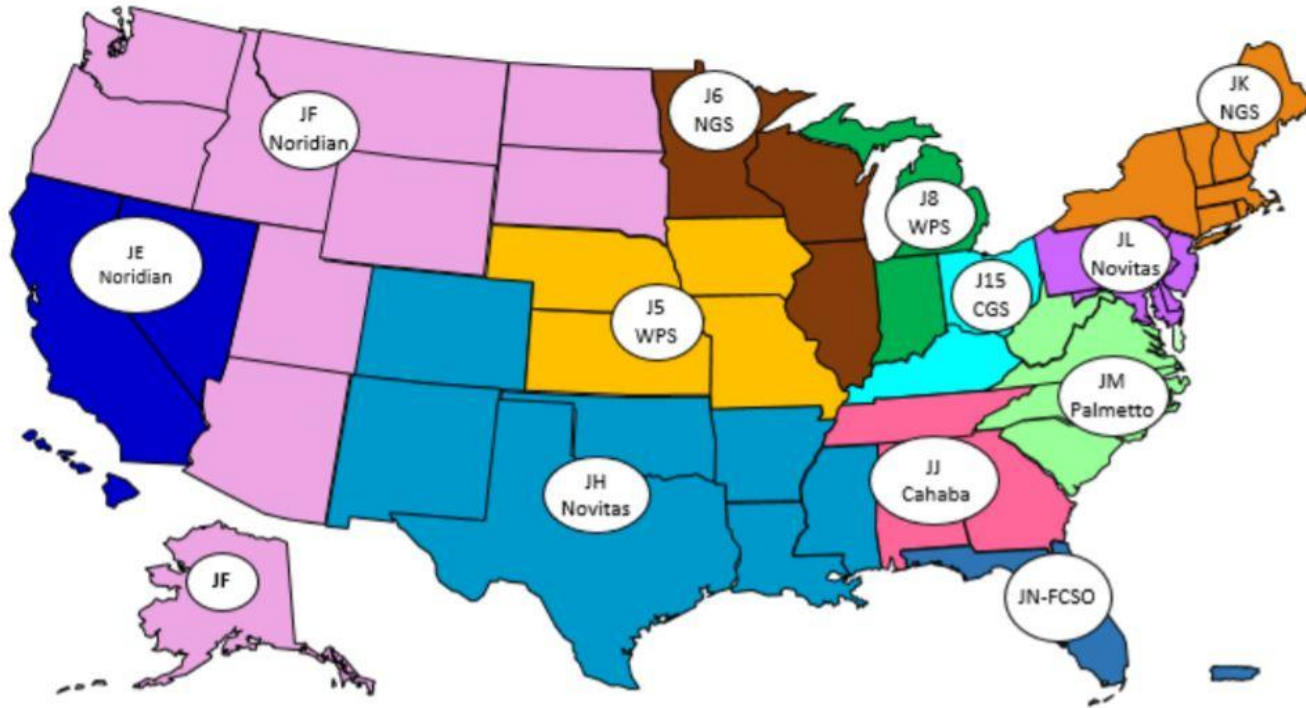 JF
Noridian
J6
NGS
JK
NGS
J8
WPS
JE
Noridian
JL
Novitas
J15
CGS
J5
WPS
JM
Palmetto
JH
Novitas
JJ
Cahaba
JF
JN-FCSO